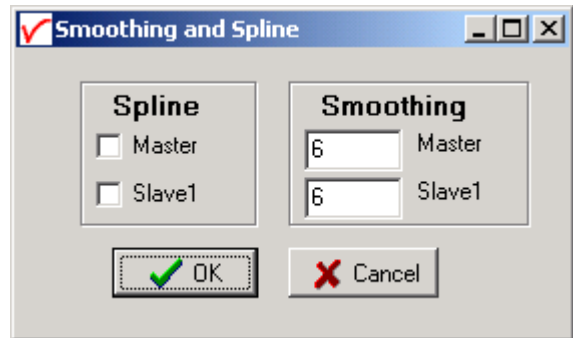 Smoothing and Spline
Spline
Master
Slave1
Smoothing
6 Master
6 Slave1
OK
Cancel